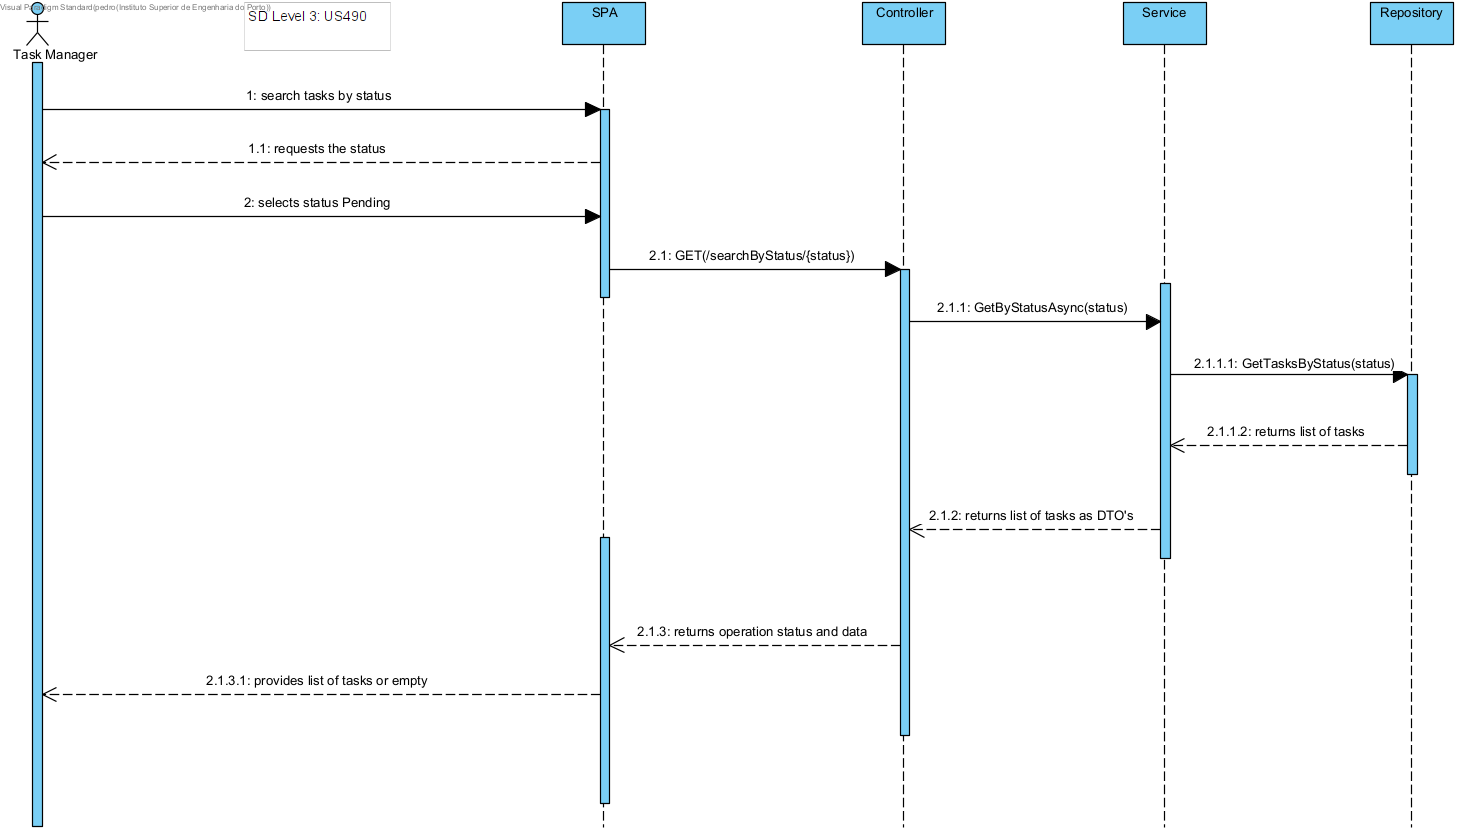 Visual Paradigm Standard(pedro(Instituto Superior de Engenharia do Porto))
SD Level 3: US490
SPA
Controller
Service
Repository
Task Manager
1: search tasks by status
1.1: requests the status
2: selects status Pending
2.1: GET(/searchByStatus/{status})
2.1.1: GetByStatusAsync(status)
2.1.1.1: GetTasksByStatus(status)
2.1.1.2: returns list of tasks
2.1.2: returns list of tasks as DTO's
2.1.3: returns operation status and data
2.1.3.1: provides list of tasks or empty